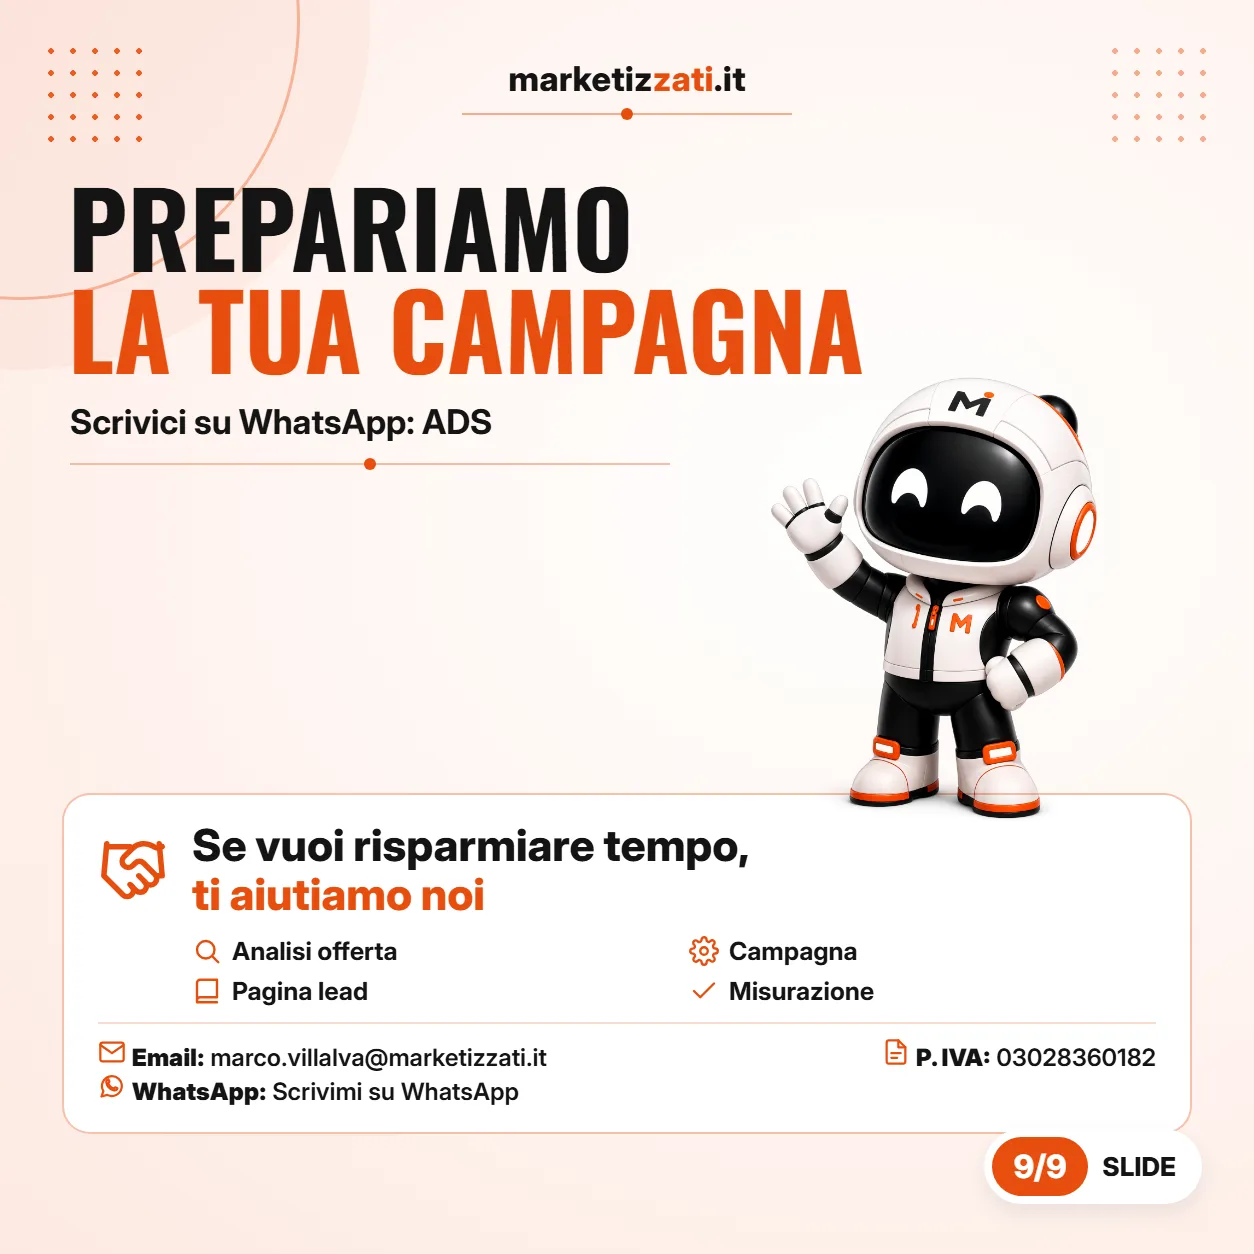 marketizzati.it
PREPARIAMO
LA TUA CAMPAGNA
Scrivici su WhatsApp: ADS
M
M
Se vuoi risparmiare tempo,
ti aiutiamo noi
Analisi offerta
Campagna
Pagina lead
Misurazione
Email: marco.villalva@marketizzati.it
P. IVA: 03028360182
WhatsApp: Scrivimi su WhatsApp
9/9 SLIDE